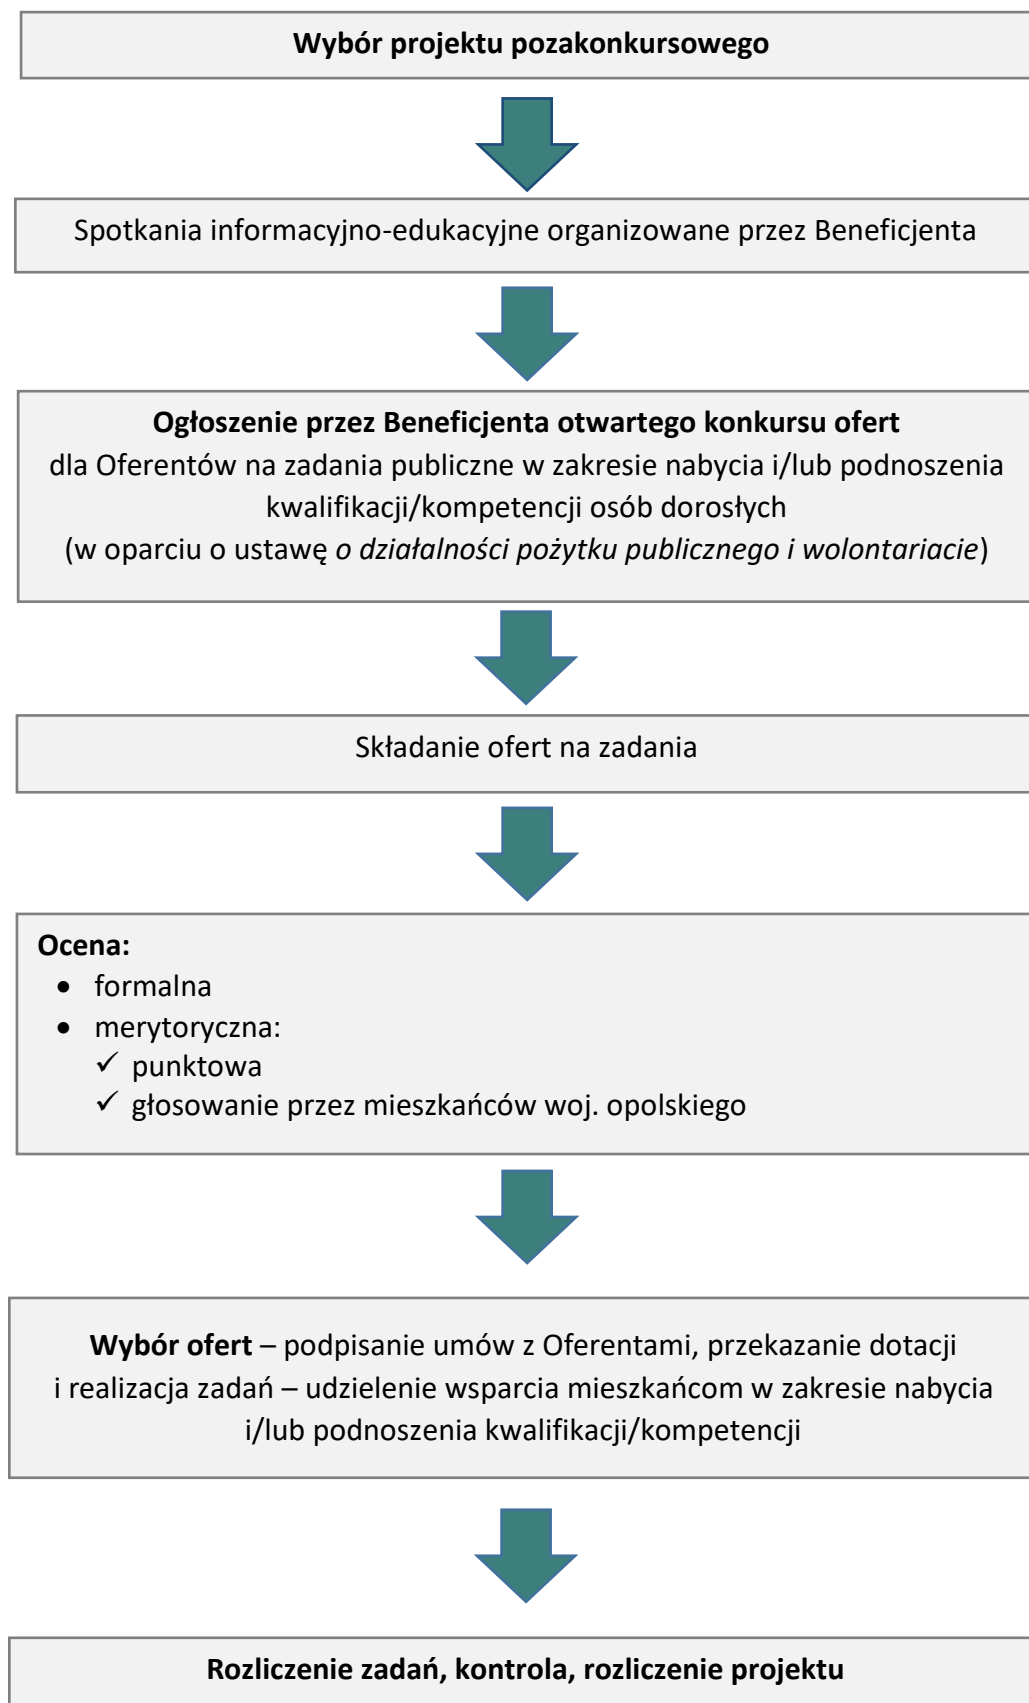 Wybór projektu pozakonkursowego
Spotkania informacyjno-edukacyjne organizowane przez Beneficjenta
Ogłoszenie przez Beneficjenta otwartego konkursu ofert
dla Oferentów na zadania publiczne w zakresie nabycia i/lub podnoszenia
kwalifikacji/kompetencji osób dorosłych
(w oparciu o ustawę o działalności pożytku publicznego i wolontariacie)
Składanie ofert na zadania
Ocena:
• formalna
• merytoryczna:
✓ punktowa
✓ głosowanie przez mieszkańców woj. opolskiego
Wybór ofert – podpisanie umów z Oferentami, przekazanie dotacji
i realizacja zadań – udzielenie wsparcia mieszkańcom w zakresie nabycia
i/lub podnoszenia kwalifikacji/kompetencji
Rozliczenie zadań, kontrola, rozliczenie projektu